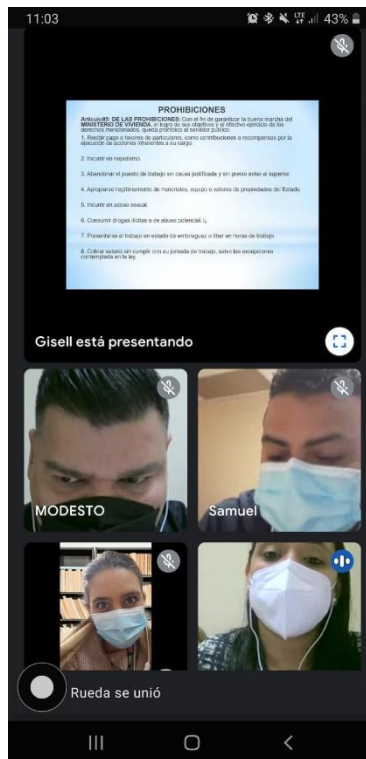 11:03
LTE
43%
PROHIBICIONES
Artículo95: DE LAS PROHIBICIONES: Con el fin de garantizar la buena marcha del
MINISTERIO DE VIVIENDA, el logro de sus objetivos y el efectivo ejercicio de los
derechos mencionados, queda prohibido al servidor público:
1. Recibir pago o favores de particulares, como contribuciones o recompensas por la
ejecución de acciones inherentes a su cargo.
2. Incurrir en nepotismo.
3. Abandonar el puesto de trabajo sin causa justificada y sin previo aviso al superior
4. Apropiarse ilegítimamente de materiales, equipo o valores de propiedades del Estado
5. Incurrir en acoso sexual.
6. Consumir drogas ilícitas o de abuso potencial.
7. Presentarse al trabajo en estado de embriaguez o libar en horas de trabajo
8. Cobrar salario sin cumplir con su jornada de trabajo, salvo las excepciones
contemplada en la ley
Gisell está presentando
MODESTO
Samuel
Rueda se unió